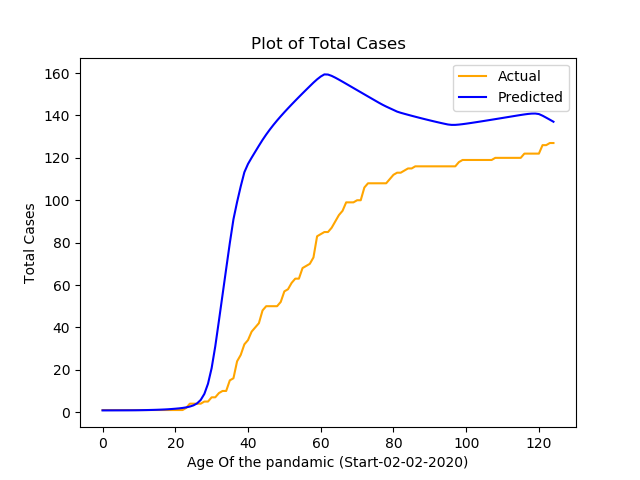 Plot of Total Cases
Actual
Predicted
160
140
120
100
80
60
40
20
0
Total Cases
0 20 40 60 80 100 120
Age Of the pandamic (Start-02-02-2020)